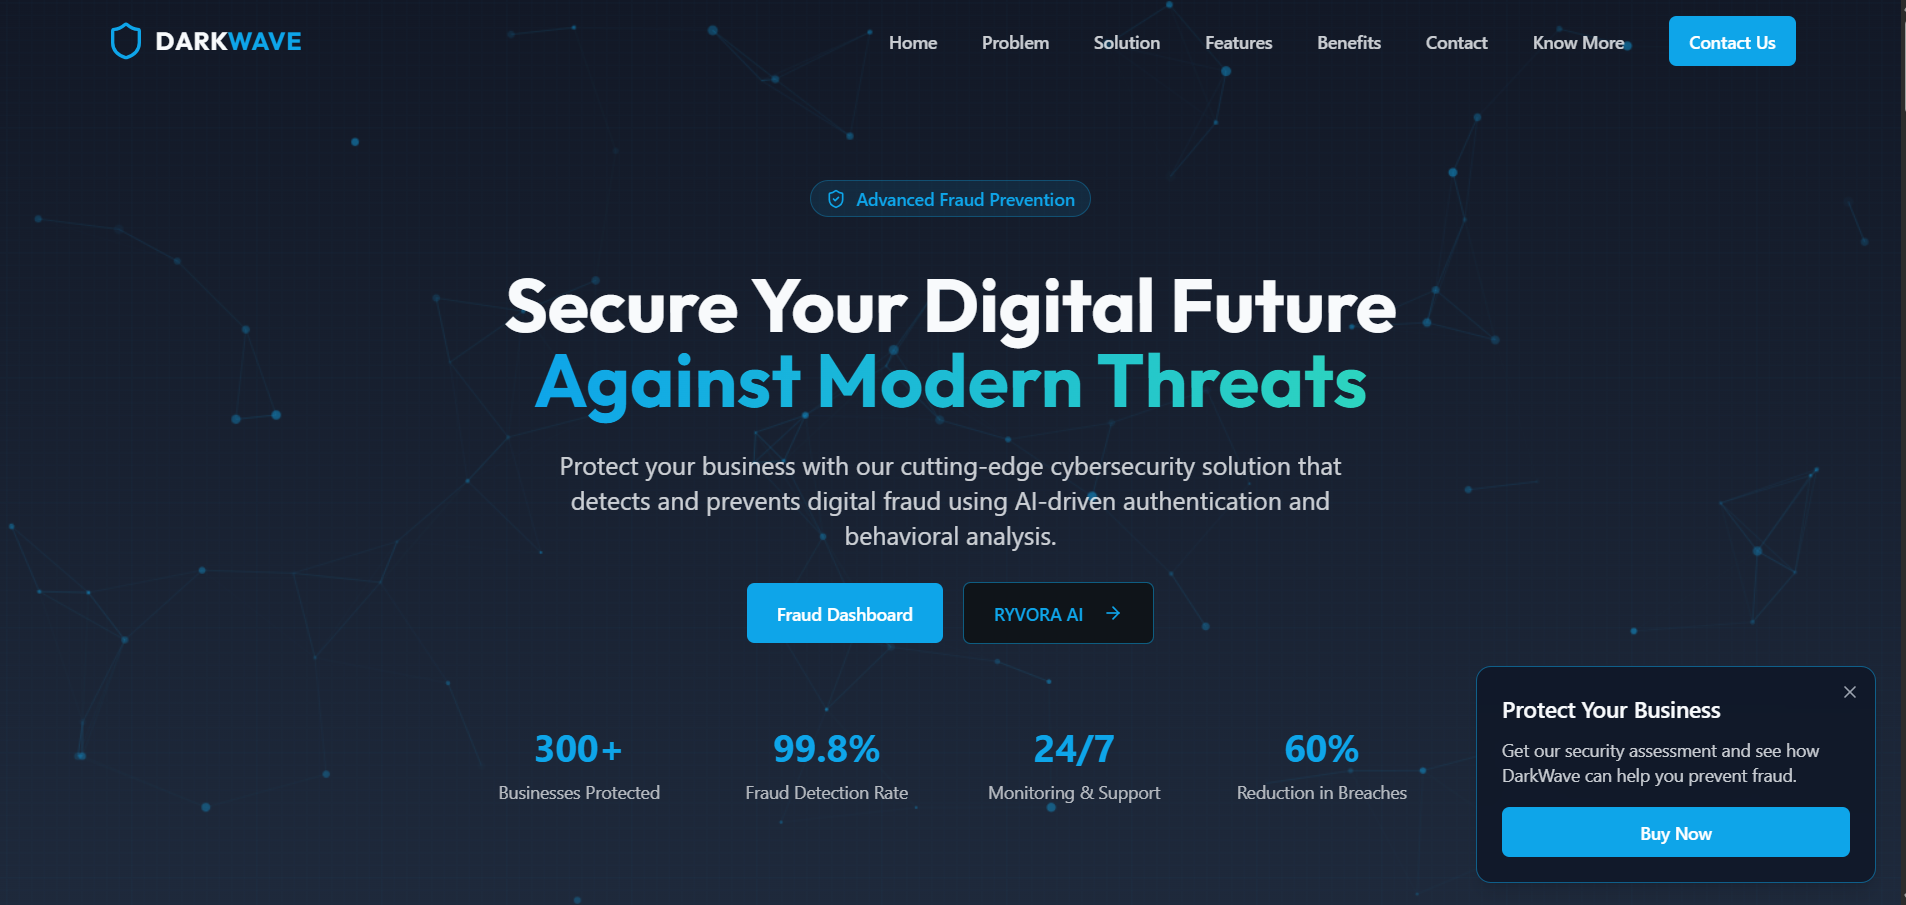 DARKWAVE
Home
Problem
Solution
Features
Benefits
Contact
Know More
Contact Us
Advanced Fraud Prevention
Secure Your Digital Future
Against Modern Threats
Protect your business with our cutting-edge cybersecurity solution that
detects and prevents digital fraud using AI-driven authentication and
behavioral analysis.
Fraud Dashboard
RYVORA AI
300+
Businesses Protected
99.8%
Fraud Detection Rate
24/7
Monitoring & Support
60%
Reduction in Breaches
Protect Your Business
Get our security assessment and see how
DarkWave can help you prevent fraud.
Buy Now